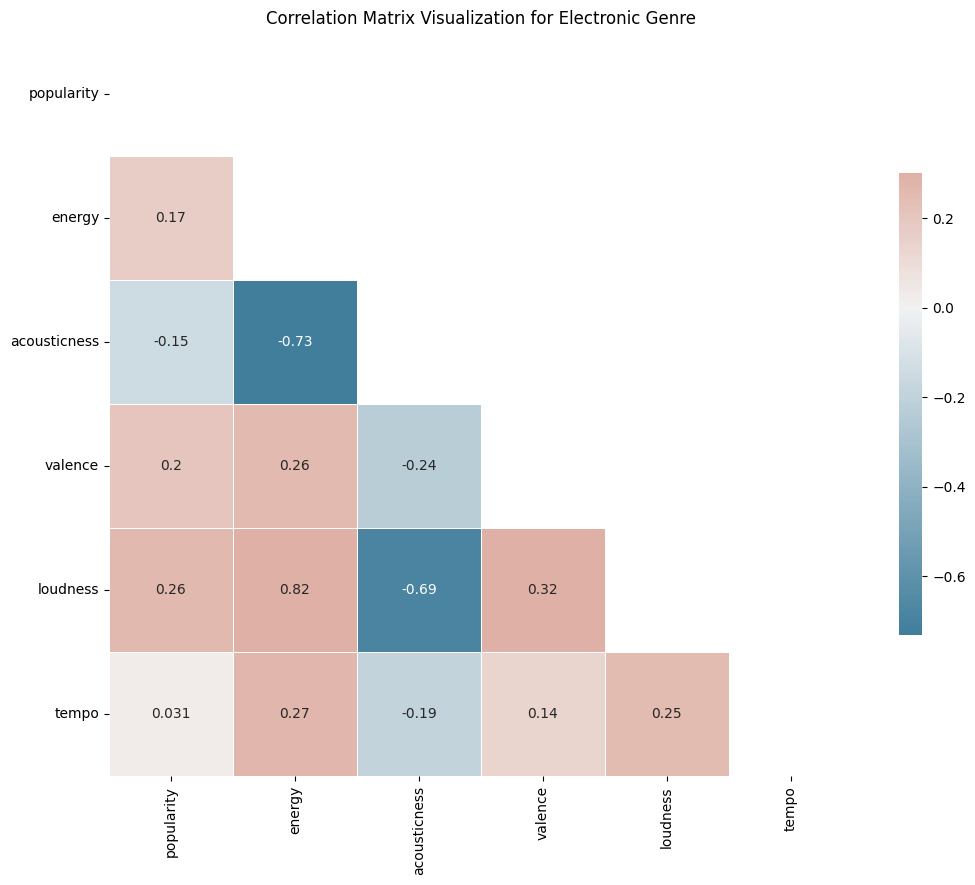 Correlation Matrix Visualization for Electronic Genre
popularity
energy
0.17
acousticness
-0.15
-0.73
valence
0.2
0.26
-0.24
loudness
0.26
0.82
-0.69
0.32
tempo
0.031
0.27
-0.19
0.14
0.25
popularity
energy
acousticness
valence
loudness
tempo
0.2
0.0
−0.2
−0.4
−0.6